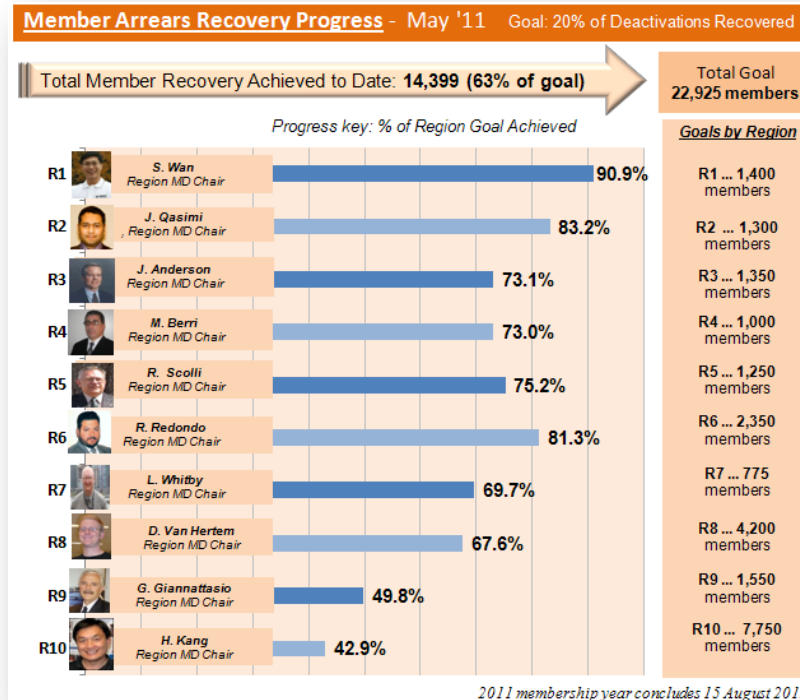 Member Arrears Recovery Progress - May '11 Goal: 20% of Deactivations Recovered
Total Member Recovery Achieved to Date: 14,399 (63% of goal)
Total Goal
22,925 members
Progress key: % of Region Goal Achieved
Goals by Region
R1
S. Wan
Region MD Chair
90.9%
R1 ... 1,400
members
R2
J. Qasimi
, Region MD Chair
83.2%
R2 ... 1,300
members
R3
J. Anderson
Region MD Chair
73.1%
R3 ... 1,350
members
R4
M. Berri
Region MD Chair
73.0%
R4 ... 1,000
members
R5
R. Scolli
Region MD Chair
75.2%
R5 ... 1,250
members
R6
R. Redondo
Region MD Chair
81.3%
R6 ... 2,350
members
R7
L. Whitby
Region MD Chair
69.7%
R7 ... 775
members
R8
D. Van Hertem
Region MD Chair
67.6%
R8 ... 4,200
members
R9
G. Giannattasio
Region MD Chair
49.8%
R9 ... 1,550
members
R10
H. Kang
Region MD Chair
42.9%
R10 ... 7,750
members
2011 membership year concludes 15 August 201